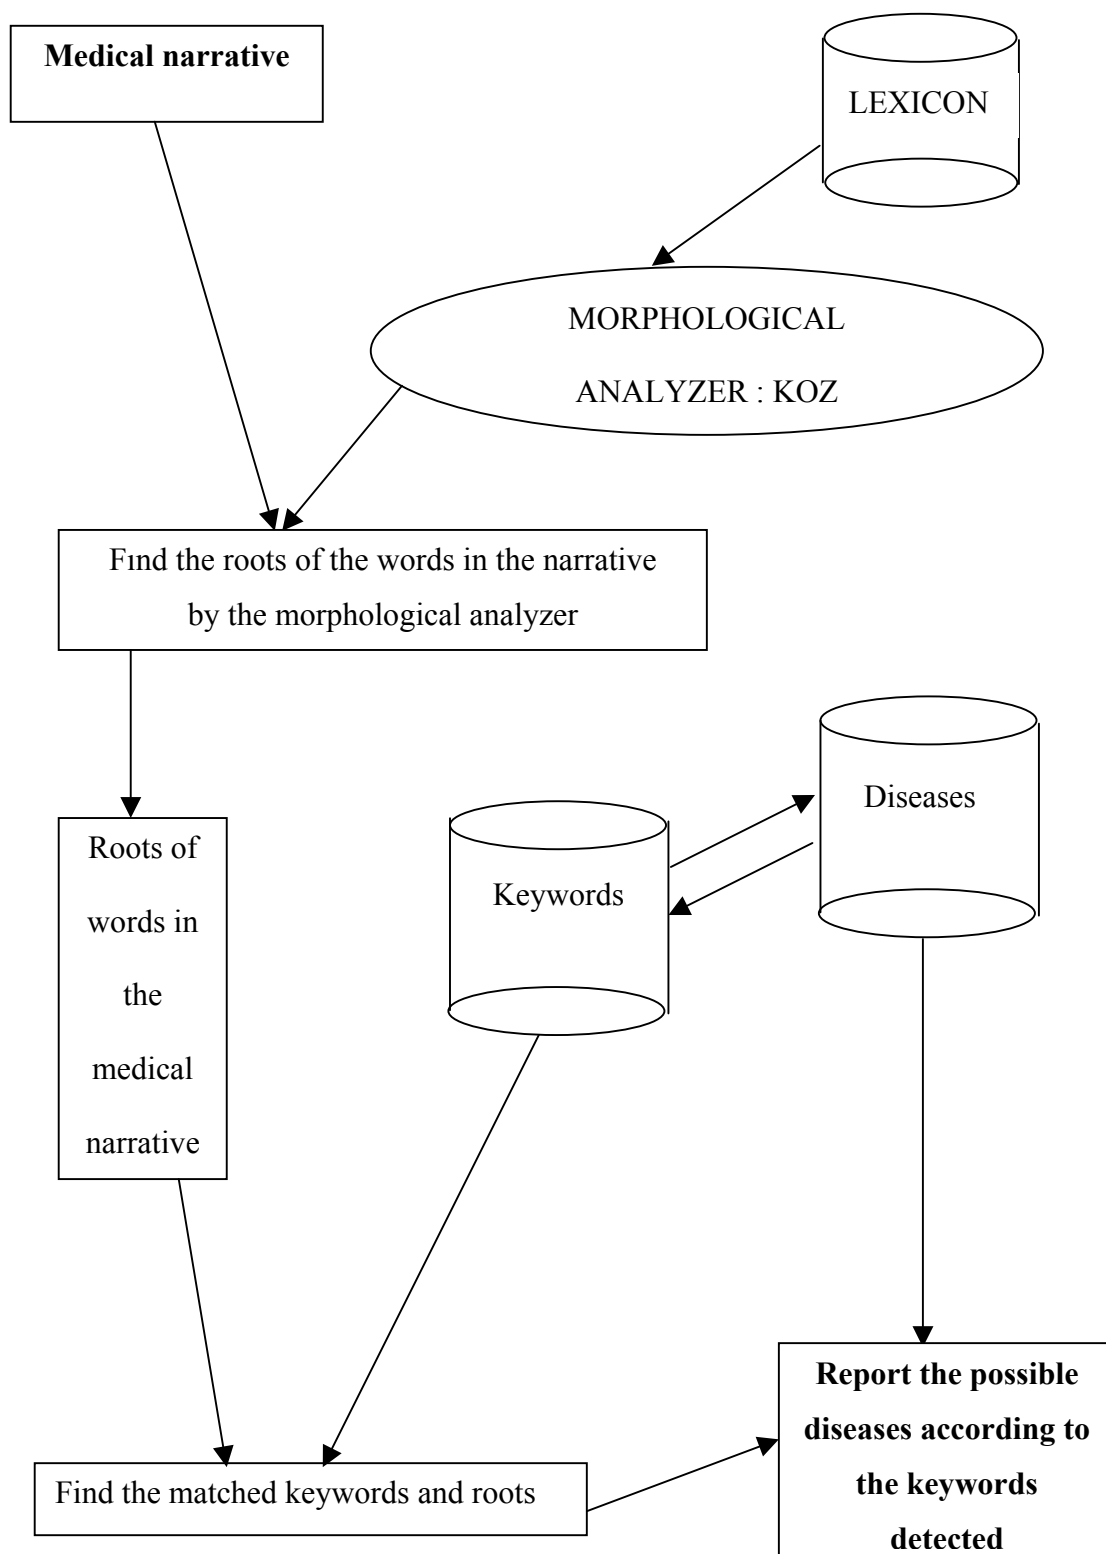 Medical narrative
LEXICON
MORPHOLOGICAL
ANALYZER : KOZ
Fınd the roots of the words in the narrative
by the morphological analyzer
Diseases
Keywords
Roots of
words in
the
medical
narrative
Find the matched keywords and roots
Report the possible
diseases according to
the keywords
detected